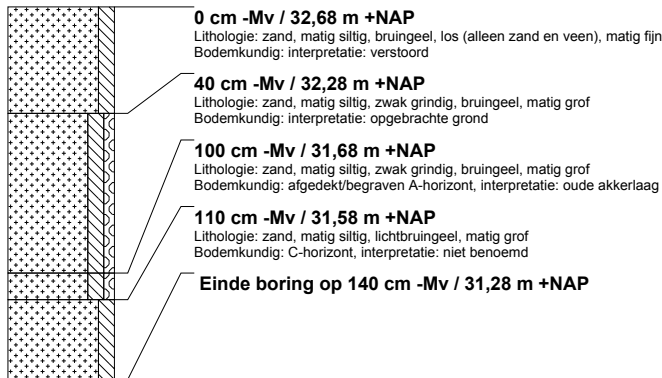 0 cm -Mv / 32,68 m +NAP
Lithologie: zand, matig siltig, bruingeel, los (alleen zand en veen), matig fijn
Bodemkundig: interpretatie: verstoord
40 cm -Mv / 32,28 m +NAP
Lithologie: zand, matig siltig, zwak grindig, bruingeel, matig grof
Bodemkundig: interpretatie: opgebrachte grond
100 cm -Mv / 31,68 m +NAP
Lithologie: zand, matig siltig, zwak grindig, bruingeel, matig grof
Bodemkundig: afgedekt/begraven A-horizont, interpretatie: oude akkerlaag
110 cm -Mv / 31,58 m +NAP
Lithologie: zand, matig siltig, lichtbruingeel, matig grof
Bodemkundig: C-horizont, interpretatie: niet benoemd
Einde boring op 140 cm -Mv / 31,28 m +NAP